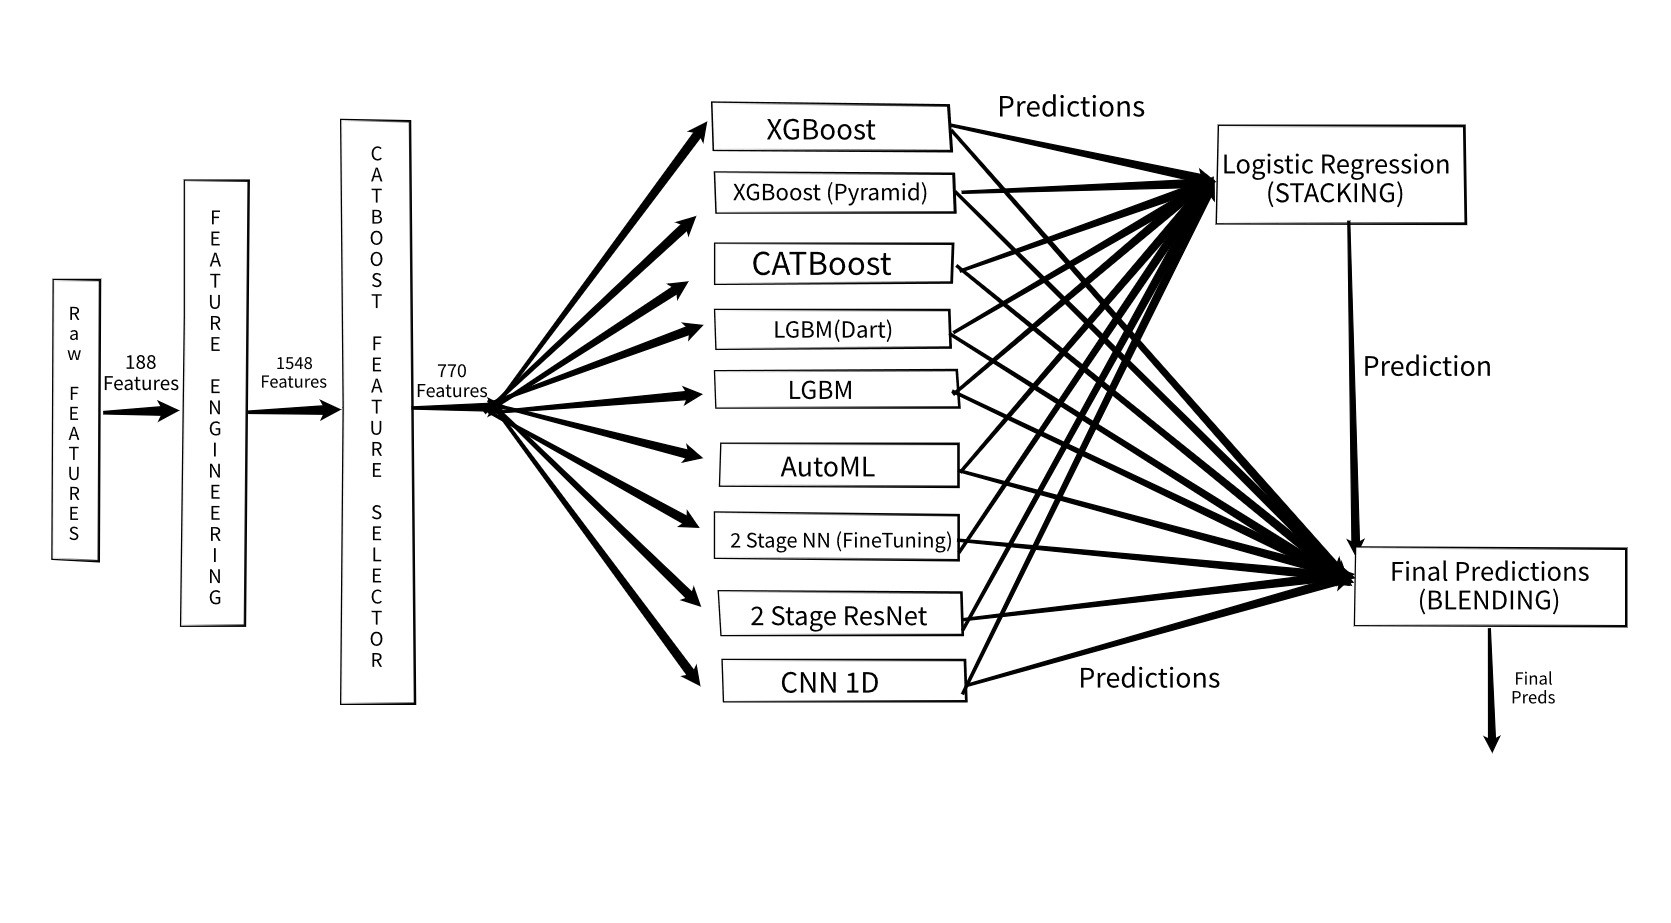 Raw FEATURES
188
Features
FEATURE ENGINEERING
1548
Features
CATBOOST FEATURE SELECTOR
770
Features
XGBoost
XGBoost (Pyramid)
CATBoost
LGBM(Dart)
LGBM
AutoML
2 Stage NN (FineTuning)
2 Stage ResNet
CNN 1D
Predictions
Predictions
Logistic Regression
(STACKING)
Prediction
Final Predictions
(BLENDING)
Final
Preds